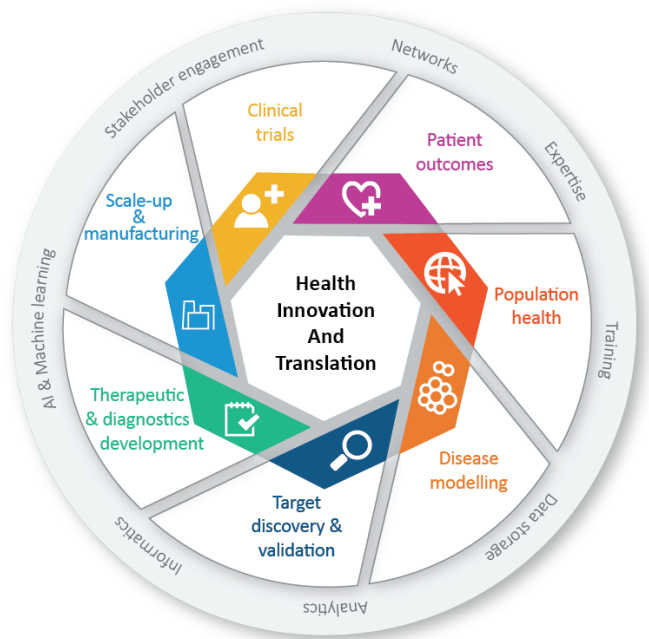 Stakeholder engagement
Networks
Expertise
Training
Data storage
Analytics
Informatics
AI & Machine learning
Clinical
trials
Patient
outcomes
Population
health
Disease
modelling
Target
discovery &
validation
Therapeutic
& diagnostics
development
Scale-up
&
manufacturing
Health
Innovation
And
Translation